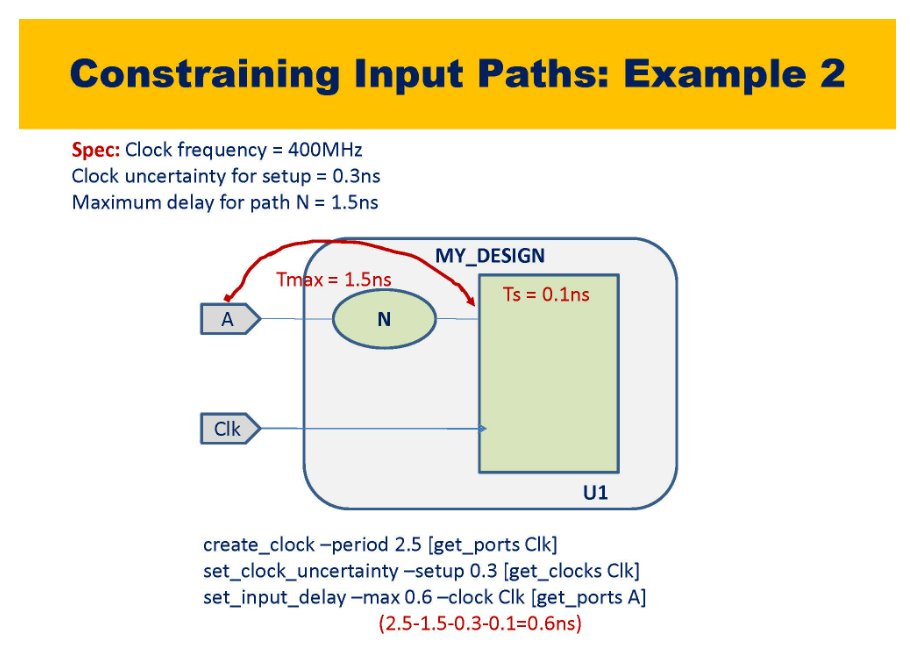 Constraining Input Paths: Example 2
Spec: Clock frequency = 400MHz
Clock uncertainty for setup = 0.3ns
Maximum delay for path N = 1.5ns
MY_DESIGN
Tmax = 1.5ns
Ts = 0.1ns
A
N
Clk
U1
create_clock –period 2.5 [get_ports Clk]
set_clock_uncertainty –setup 0.3 [get_clocks Clk]
set_input_delay –max 0.6 –clock Clk [get_ports A]
(2.5-1.5-0.3-0.1=0.6ns)